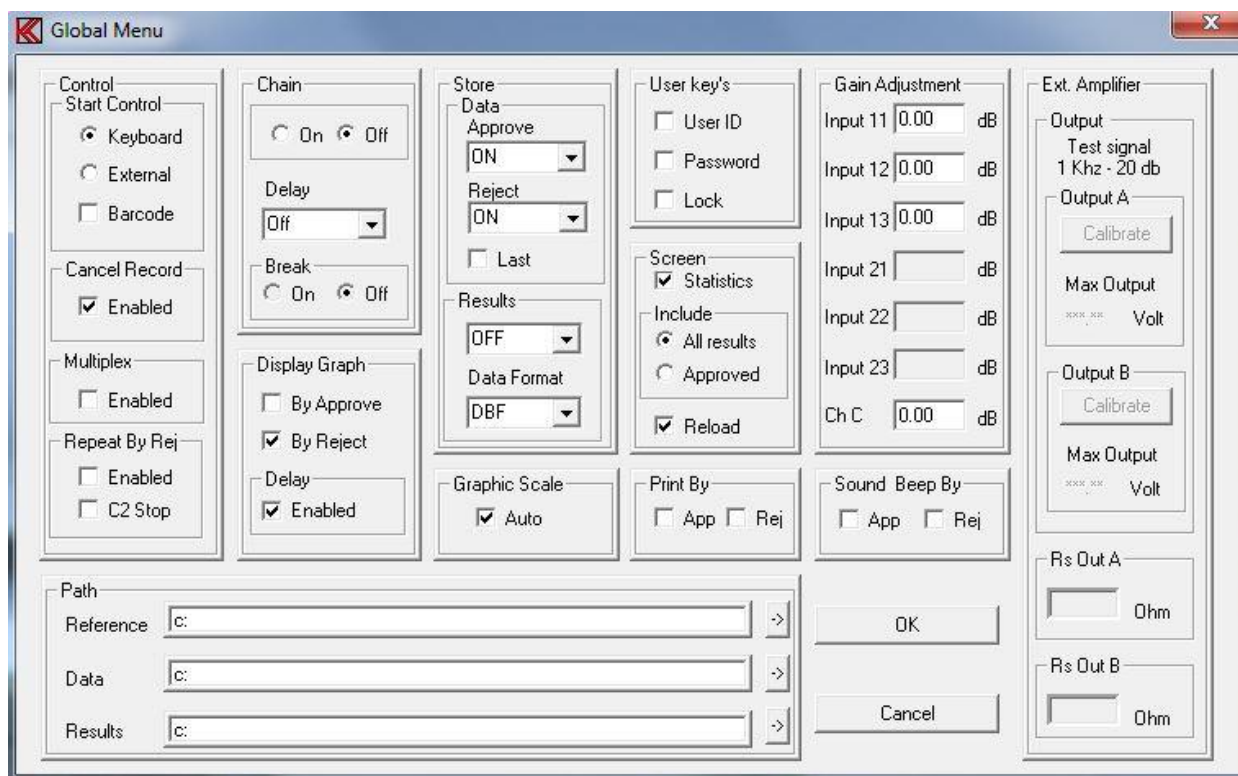 Global Menu
Control
Start Control
Keyboard
External
Barcode
Cancel Record
Enabled
Multiplex
Enabled
Repeat By Rej
Enabled
C2 Stop
Chain
On Off
Delay
Off
Break
On Off
Display Graph
By Approve
By Reject
Delay
Enabled
Store
Data
Approve
ON
Reject
ON
Last
Results
OFF
Data Format
DBF
Graphic Scale
Auto
User key's
User ID
Password
Lock
Screen
Statistics
Include
All results
Approved
Reload
Print By
App Rej
Gain Adjustment
Input 11 0.00 dB
Input 12 0.00 dB
Input 13 0.00 dB
Input 21 dB
Input 22 dB
Input 23 dB
Ch C 0.00 dB
Sound Beep By
App Rej
Ext. Amplifier
Output
Test signal
1 Khz - 20 db
Output A
Calibrate
Max Output
***.** Volt
Output B
Calibrate
Max Output
***.** Volt
Rs Out A
Ohm
Rs Out B
Ohm
Path
Reference c: ->
Data c: ->
Results c: ->
OK
Cancel